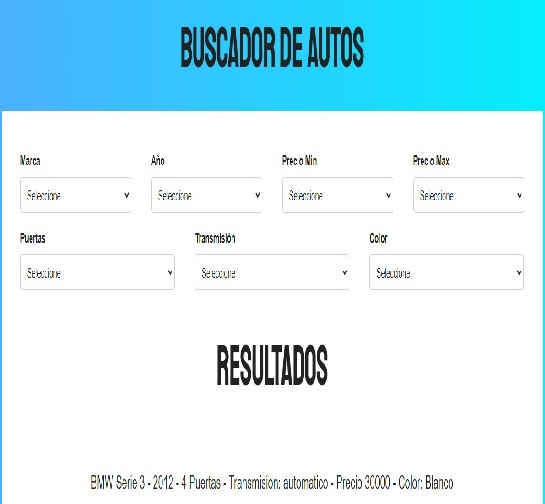 BUSCADOR DE AUTOS
Marca Año Precio Min Precio Max
Seleccione Seleccione Seleccione Seleccione
Puertas Transmisión Color
Seleccione Seleccione Seleccione
RESULTADOS
BMW Serie 3 - 2012 - 4 Puertas - Transmision: automatico - Precio 30000 - Color: Blanco